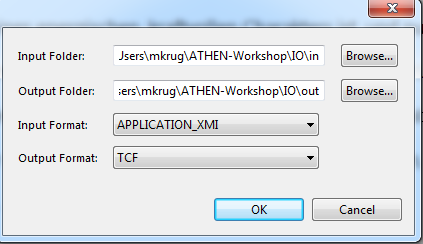 Input Folder: Jsers\mkrug\ATHEN-Workshop\IO\in Browse...
Output Folder: sers\mkrug\ATHEN-Workshop\IO\out Browse...
Input Format: APPLICATION_XMI
Output Format: TCF
OK Cancel